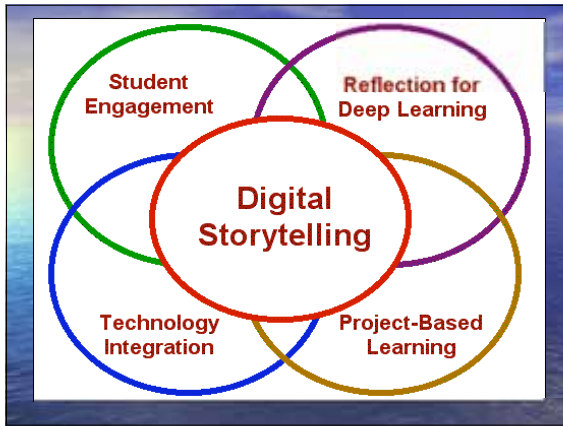 Student
Engagement
Reflection for
Deep Learning
Digital
Storytelling
Technology
Integration
Project-Based
Learning